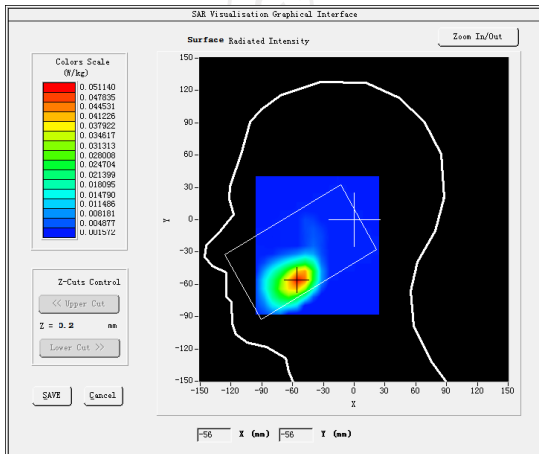 SAR Visualisation Graphical Interface
Surface Radiated Intensity
Zoom In/Out
Colors Scale
(W/kg)
0.051140
0.047835
0.044531
0.041226
0.037922
0.034617
0.031313
0.028008
0.024704
0.021399
0.018095
0.014790
0.011486
0.008181
0.004877
0.001572
Z-Cuts Control
<< Upper Cut
Z = 0.2 mm
Lower Cut >>
SAVE
Cancel
150
120
90
60
30
0
-30
-60
-90
-120
-150
Y
-150 -120 -90 -60 -30 0 30 60 90 120 150
X
-56 X (mm) -56 Y (mm)